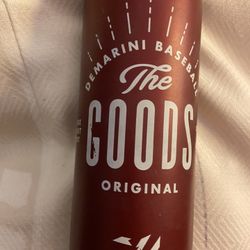 DEMARINI BASEBALL
The
GOODS
ORIGINAL